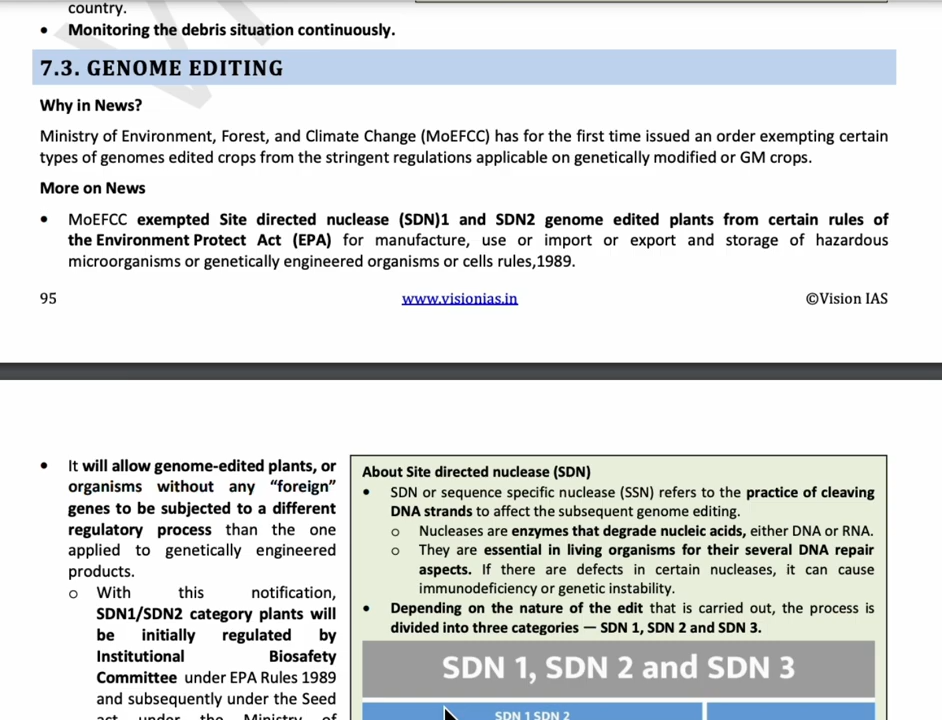 country.
• Monitoring the debris situation continuously.
7.3. GENOME EDITING
Why in News?
Ministry of Environment, Forest, and Climate Change (MoEFCC) has for the first time issued an order exempting certain
types of genomes edited crops from the stringent regulations applicable on genetically modified or GM crops.
More on News
• MoEFCC exempted Site directed nuclease (SDN)1 and SDN2 genome edited plants from certain rules of
the Environment Protect Act (EPA) for manufacture, use or import or export and storage of hazardous
microorganisms or genetically engineered organisms or cells rules,1989.
95 www.visionias.in ©Vision IAS
• It will allow genome-edited plants, or
organisms without any “foreign”
genes to be subjected to a different
regulatory process than the one
applied to genetically engineered
products.
o With this notification,
SDN1/SDN2 category plants will
be initially regulated by
Institutional Biosafety
Committee under EPA Rules 1989
and subsequently under the Seed
act under the Ministry of
About Site directed nuclease (SDN)
• SDN or sequence specific nuclease (SSN) refers to the practice of cleaving
DNA strands to affect the subsequent genome editing.
o Nucleases are enzymes that degrade nucleic acids, either DNA or RNA.
o They are essential in living organisms for their several DNA repair
aspects. If there are defects in certain nucleases, it can cause
immunodeficiency or genetic instability.
• Depending on the nature of the edit that is carried out, the process is
divided into three categories — SDN 1, SDN 2 and SDN 3.
SDN 1, SDN 2 and SDN 3
SDN 1 SDN 2